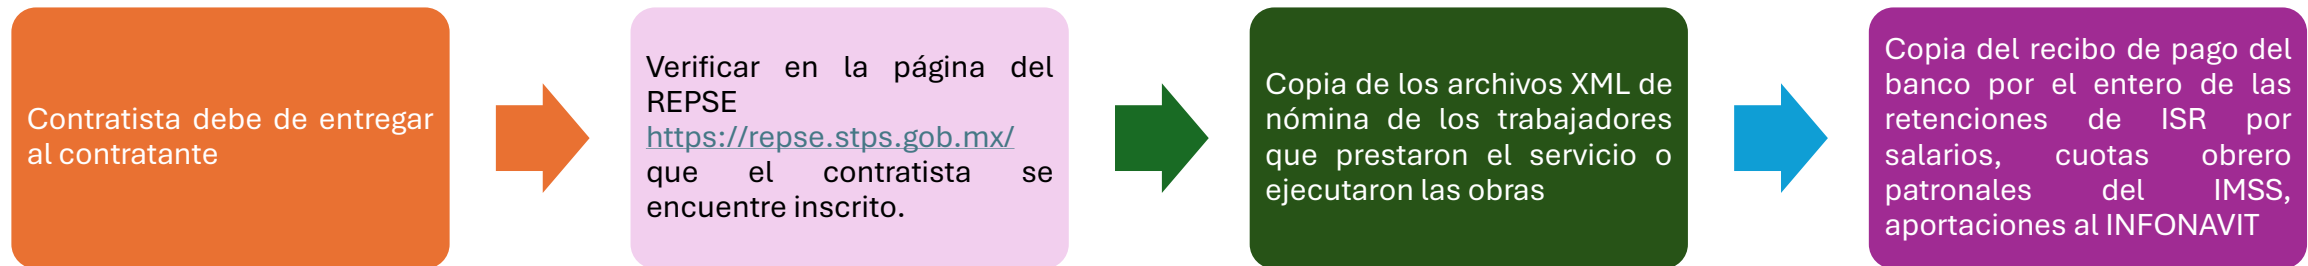 Contratista debe de entregar
al contratante
Verificar en la página del
REPSE
https://repse.stps.gob.mx/
que el contratista se
encuentre inscrito.
Copia de los archivos XML de
nómina de los trabajadores
que prestaron el servicio o
ejecutaron las obras
Copia del recibo de pago del
banco por el entero de las
retenciones de ISR por
salarios, cuotas obrero
patronales del IMSS,
aportaciones al INFONAVIT